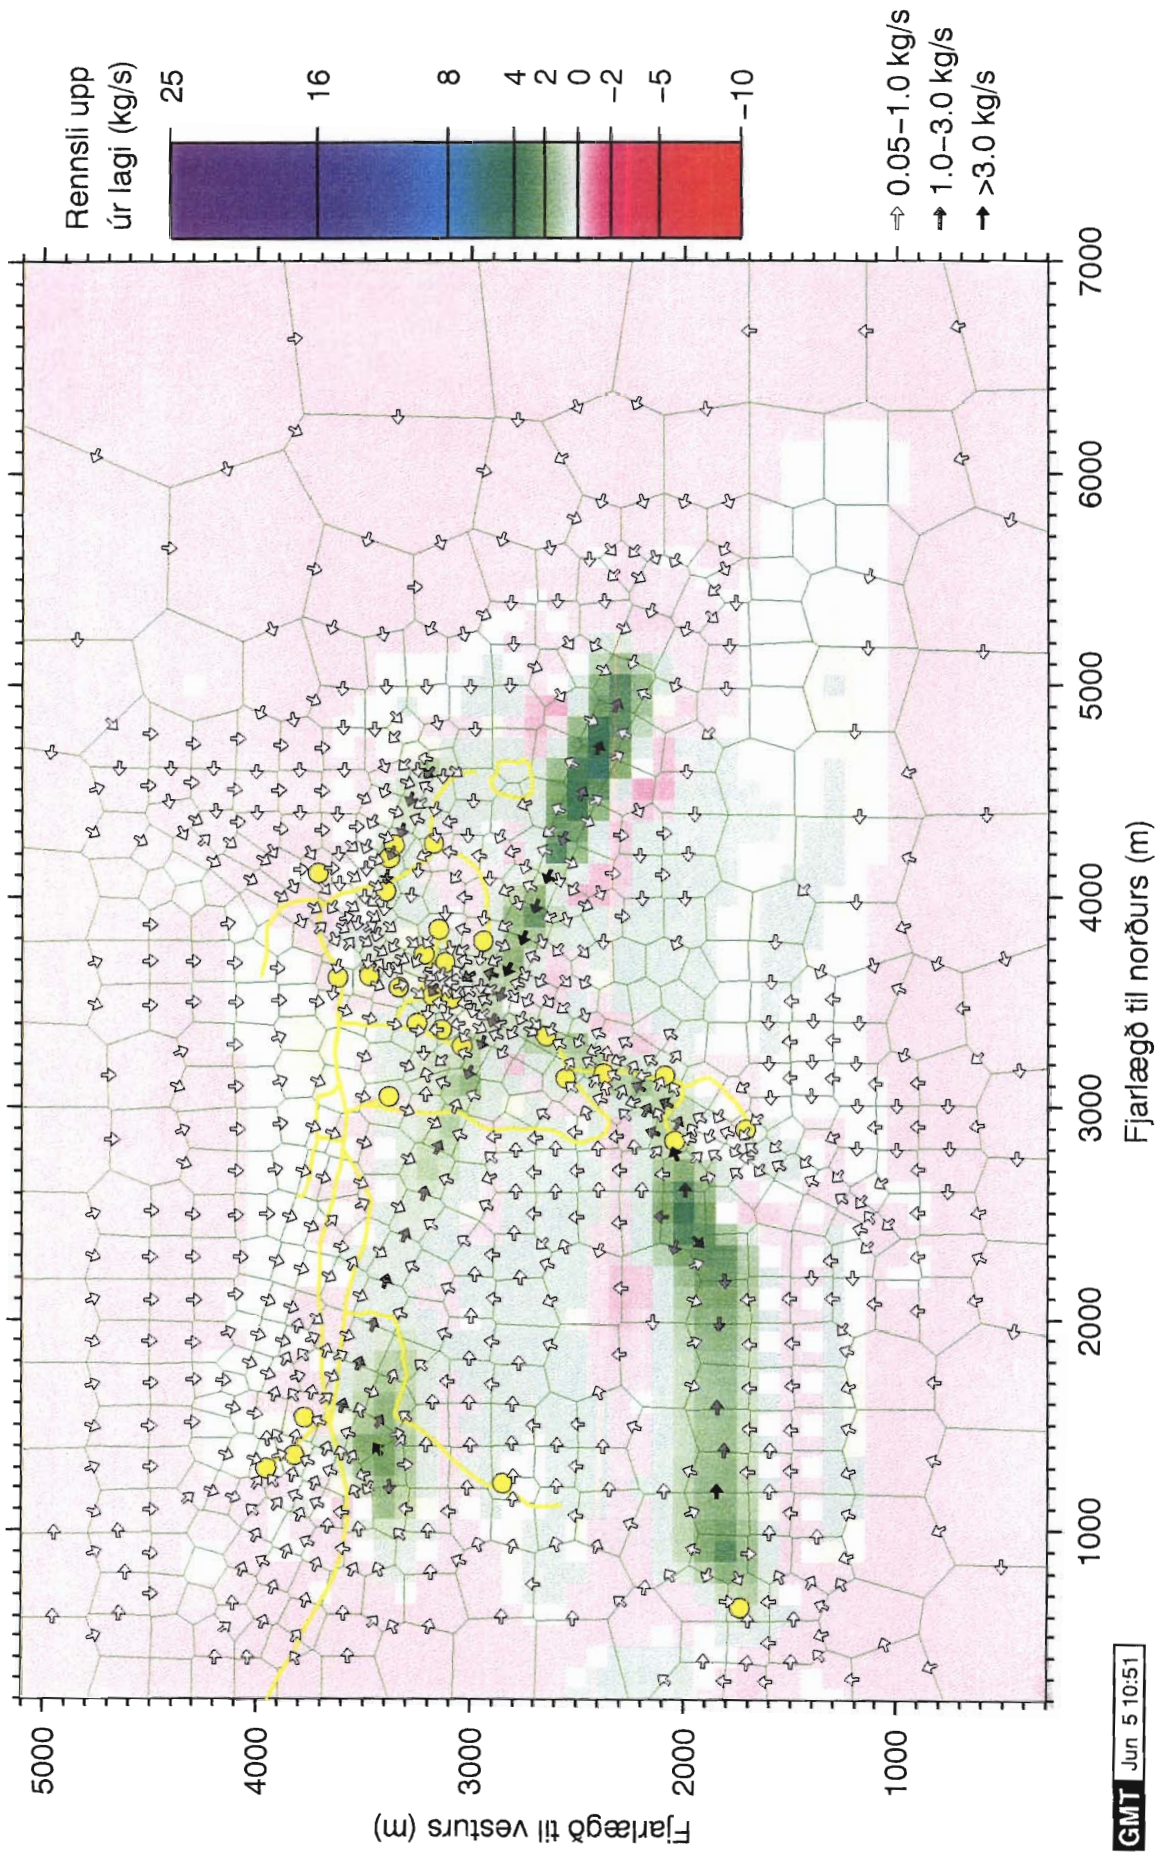 Rennsli upp
úr lagi (kg/s)
25
16
8
4
2
0
−2
−5
−10
0.05−1.0 kg/s
1.0−3.0 kg/s
>3.0 kg/s
5000
4000
3000
2000
1000
Fjarlægð til vesturs (m)
1000
2000
3000
4000
5000
6000
7000
Fjarlægð til norðurs (m)
GMT Jun 5 10:51